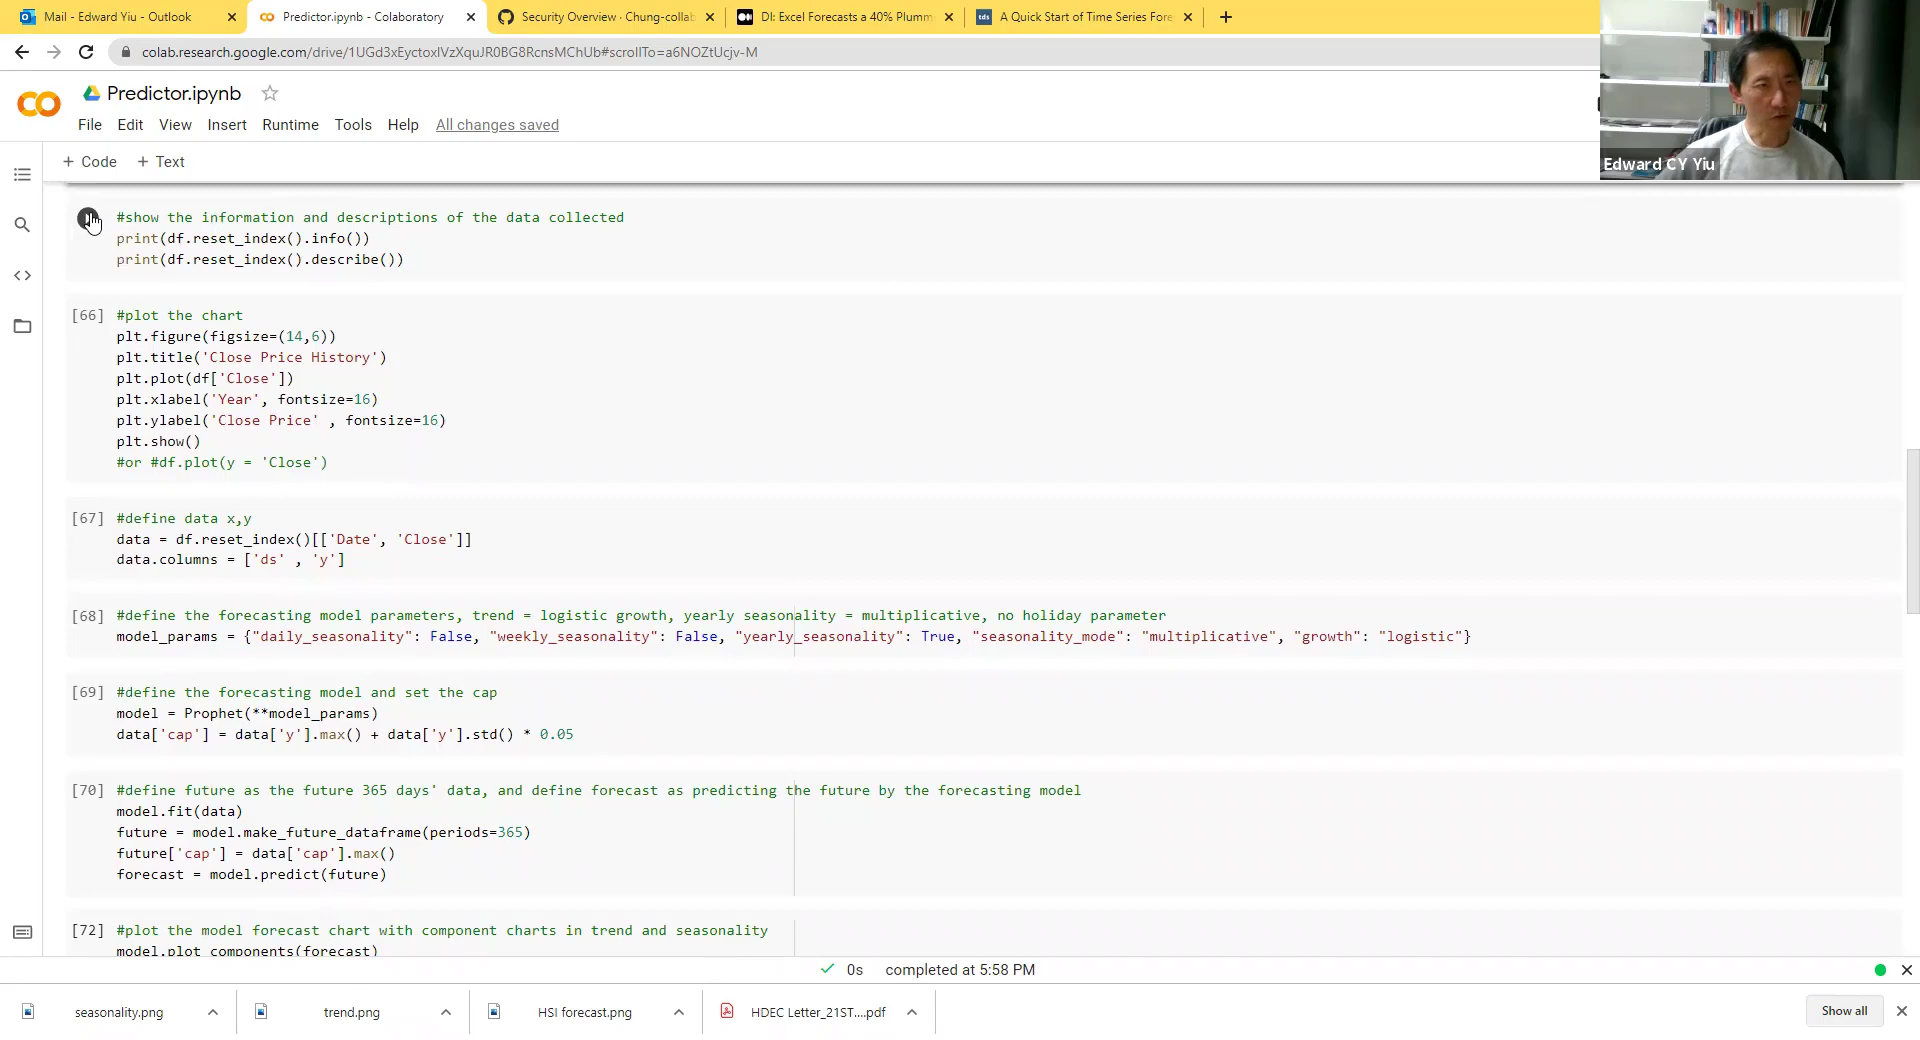 Mail - Edward Yiu - Outlook
Predictor.ipynb - Colaboratory
Security Overview · Chung-collab
DI: Excel Forecasts a 40% Plumm
tds
A Quick Start of Time Series Fore
colab.research.google.com/drive/1UGd3xEyctoxIVzXquJR0BG8RcnsMChUb#scrollTo=a6NOZtUcjv-M
Predictor.ipynb
File Edit View Insert Runtime Tools Help All changes saved
Edward CY Yiu
+ Code + Text
#show the information and descriptions of the data collected
print(df.reset_index().info())
print(df.reset_index().describe())
[66] #plot the chart
plt.figure(figsize=(14,6))
plt.title('Close Price History')
plt.plot(df['Close'])
plt.xlabel('Year', fontsize=16)
plt.ylabel('Close Price' , fontsize=16)
plt.show()
#or #df.plot(y = 'Close')
[67] #define data x,y
data = df.reset_index()[['Date', 'Close']]
data.columns = ['ds' , 'y']
[68] #define the forecasting model parameters, trend = logistic growth, yearly seasonality = multiplicative, no holiday parameter
model_params = {"daily_seasonality": False, "weekly_seasonality": False, "yearly_seasonality": True, "seasonality_mode": "multiplicative", "growth": "logistic"}
[69] #define the forecasting model and set the cap
model = Prophet(**model_params)
data['cap'] = data['y'].max() + data['y'].std() * 0.05
[70] #define future as the future 365 days' data, and define forecast as predicting the future by the forecasting model
model.fit(data)
future = model.make_future_dataframe(periods=365)
future['cap'] = data['cap'].max()
forecast = model.predict(future)
[72] #plot the model forecast chart with component charts in trend and seasonality
model.plot_components(forecast)
0s completed at 5:58 PM
seasonality.png
trend.png
HSI forecast.png
HDEC Letter_21ST....pdf
Show all